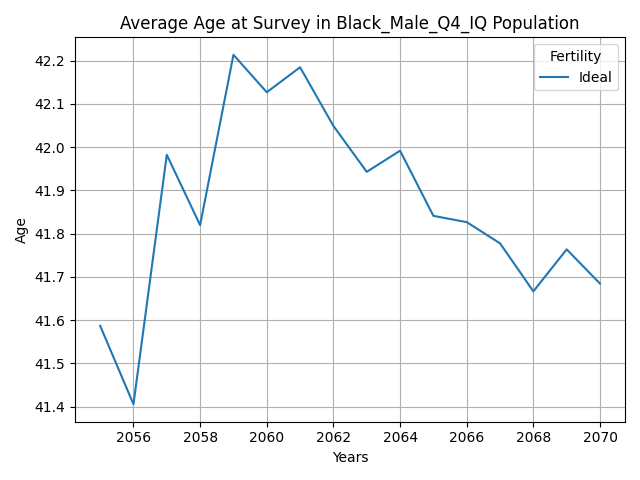 Average Age at Survey in Black_Male_Q4_IQ Population
Fertility
Ideal
42.2
42.1
42.0
41.9
41.8
41.7
41.6
41.5
41.4
Age
2056 2058 2060 2062 2064 2066 2068 2070
Years